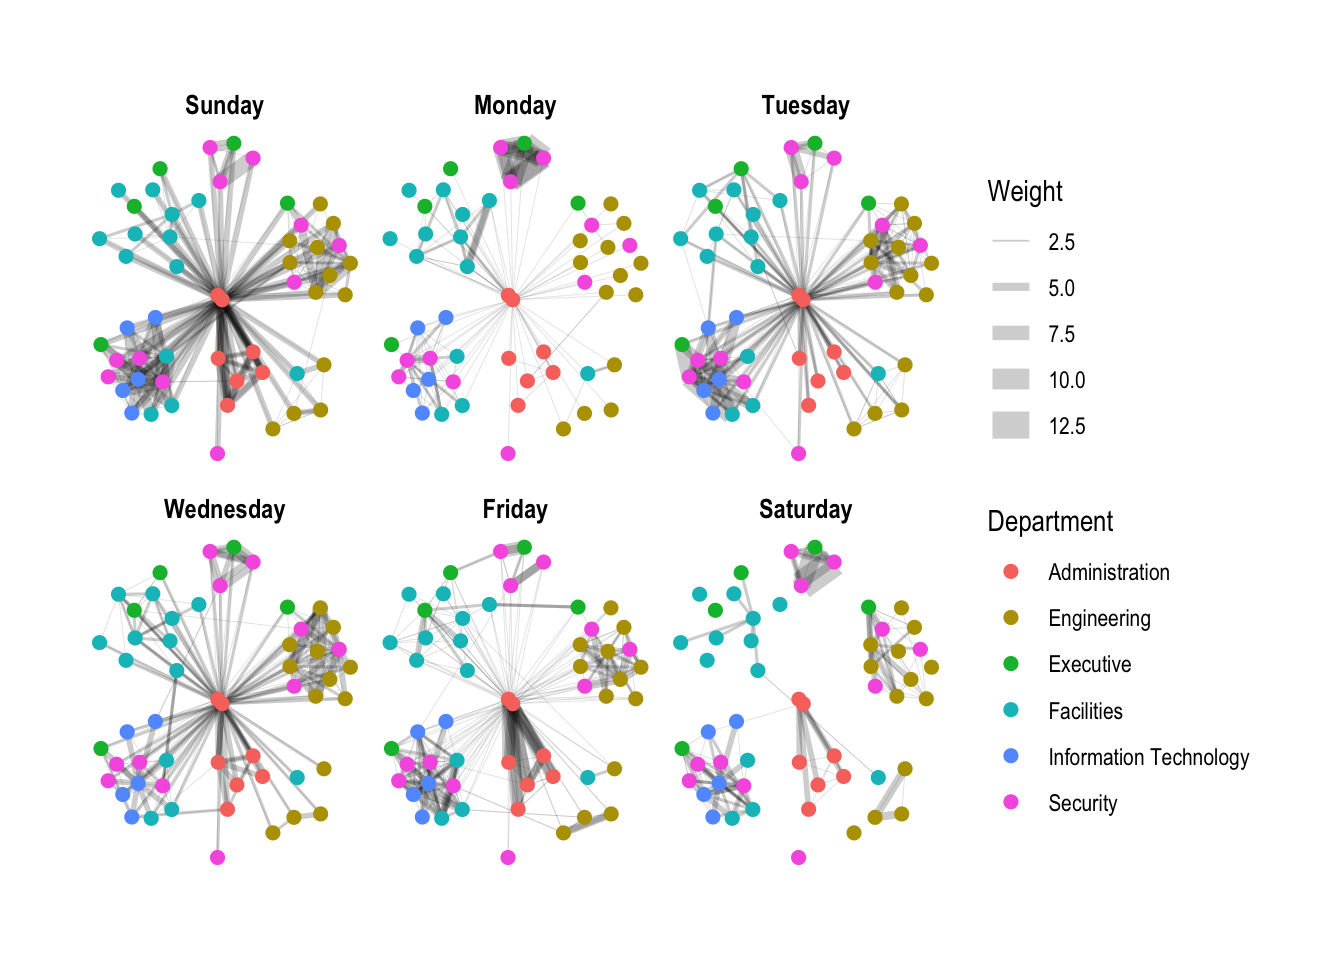 Sunday
Monday
Tuesday
Wednesday
Friday
Saturday
Weight
2.5
5.0
7.5
10.0
12.5
Department
Administration
Engineering
Executive
Facilities
Information Technology
Security